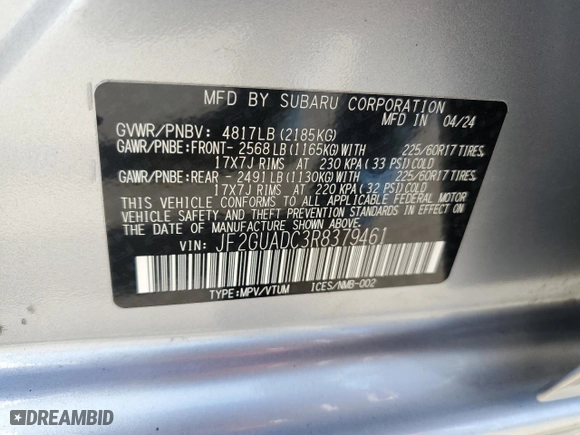 MFD BY SUBARU CORPORATION
MFD IN 04/24
GVWR/PNBV: 4817LB (2185KG)
GAWR/PNBE:FRONT- 2568LB (1165KG) WITH 225/60R17 TIRES,
17X7J RIMS AT 230 KPA (33 PSI) COLD
GAWR/PNBE:REAR - 2491LB (1130KG) WITH 225/60R17 TIRES,
17X7J RIMS AT 220 KPA (32 PSI) COLD
THIS VEHICLE CONFORMS TO ALL APPLICABLE FEDERAL MOTOR
VEHICLE SAFETY AND THEFT PREVENTION STANDARDS IN EFFECT ON
THE DATE OF MANUFACTURE SHOWN ABOVE
VIN: JF2GUADC3R8379461
TYPE:MPV/VTUM ICES/NMB-002
DREAMBID